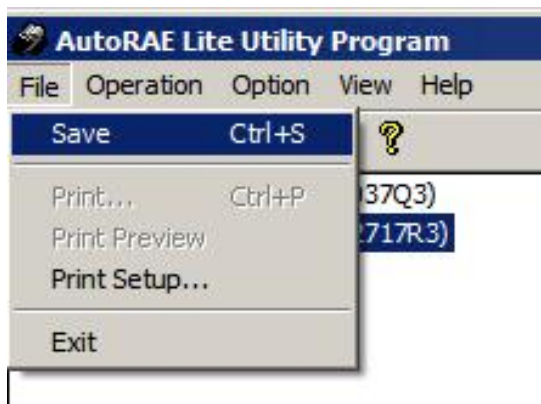 AutoRAE Lite Utility Program
File Operation Option View Help
Save Ctrl+S
Print... Ctrl+P
37Q3)
Print Preview
2717R3)
Print Setup...
Exit